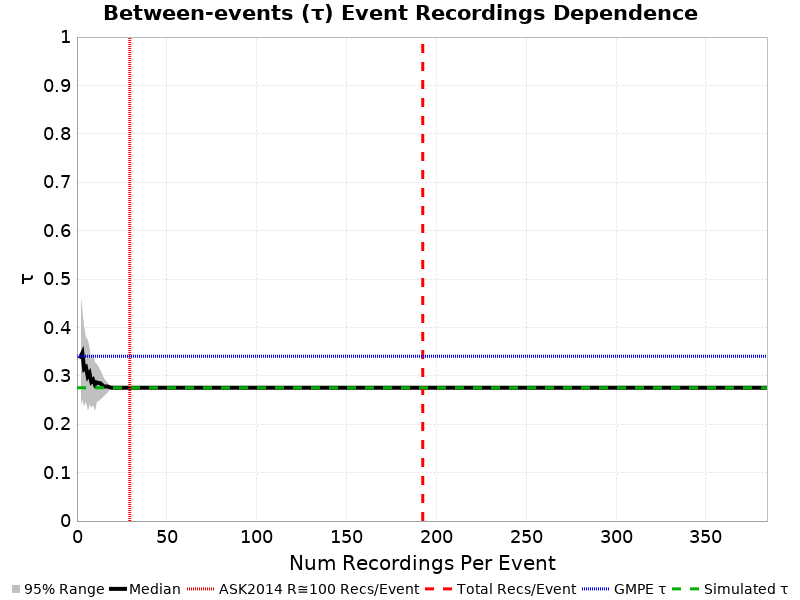 Between-events (τ) Event Recordings Dependence
1
0.9
0.8
0.7
0.6
0.5
0.4
0.3
0.2
0.1
0
τ
0 50 100 150 200 250 300 350
Num Recordings Per Event
95% Range Median ASK2014 R≅100 Recs/Event Total Recs/Event GMPE τ Simulated τ